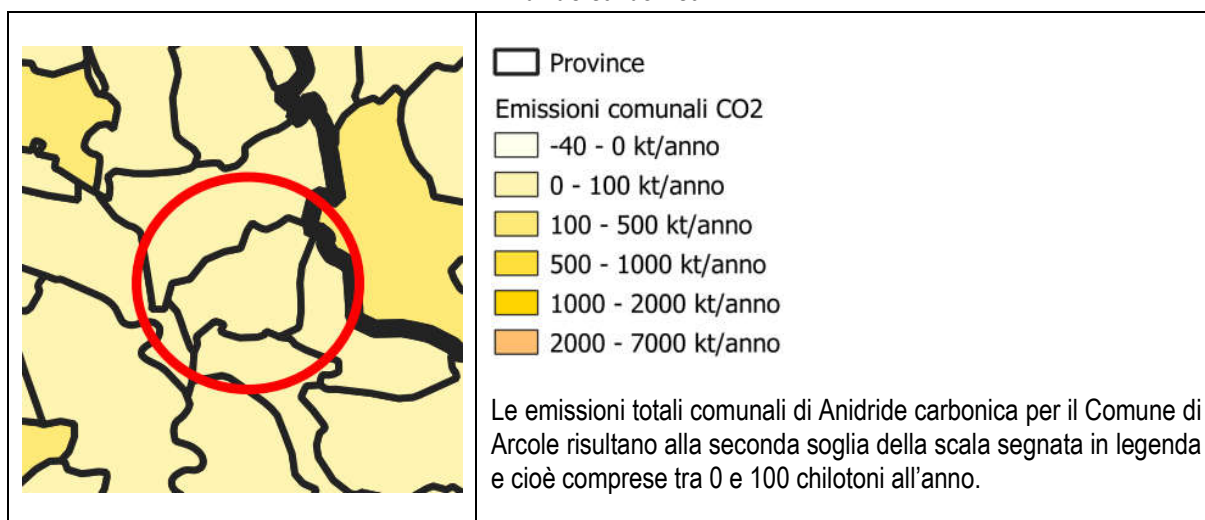 Province
Emissioni comunali CO2
-40 - 0 kt/anno
0 - 100 kt/anno
100 - 500 kt/anno
500 - 1000 kt/anno
1000 - 2000 kt/anno
2000 - 7000 kt/anno
Le emissioni totali comunali di Anidride carbonica per il Comune di
Arcole risultano alla seconda soglia della scala segnata in legenda
e cioè comprese tra 0 e 100 chilotoni all'anno.